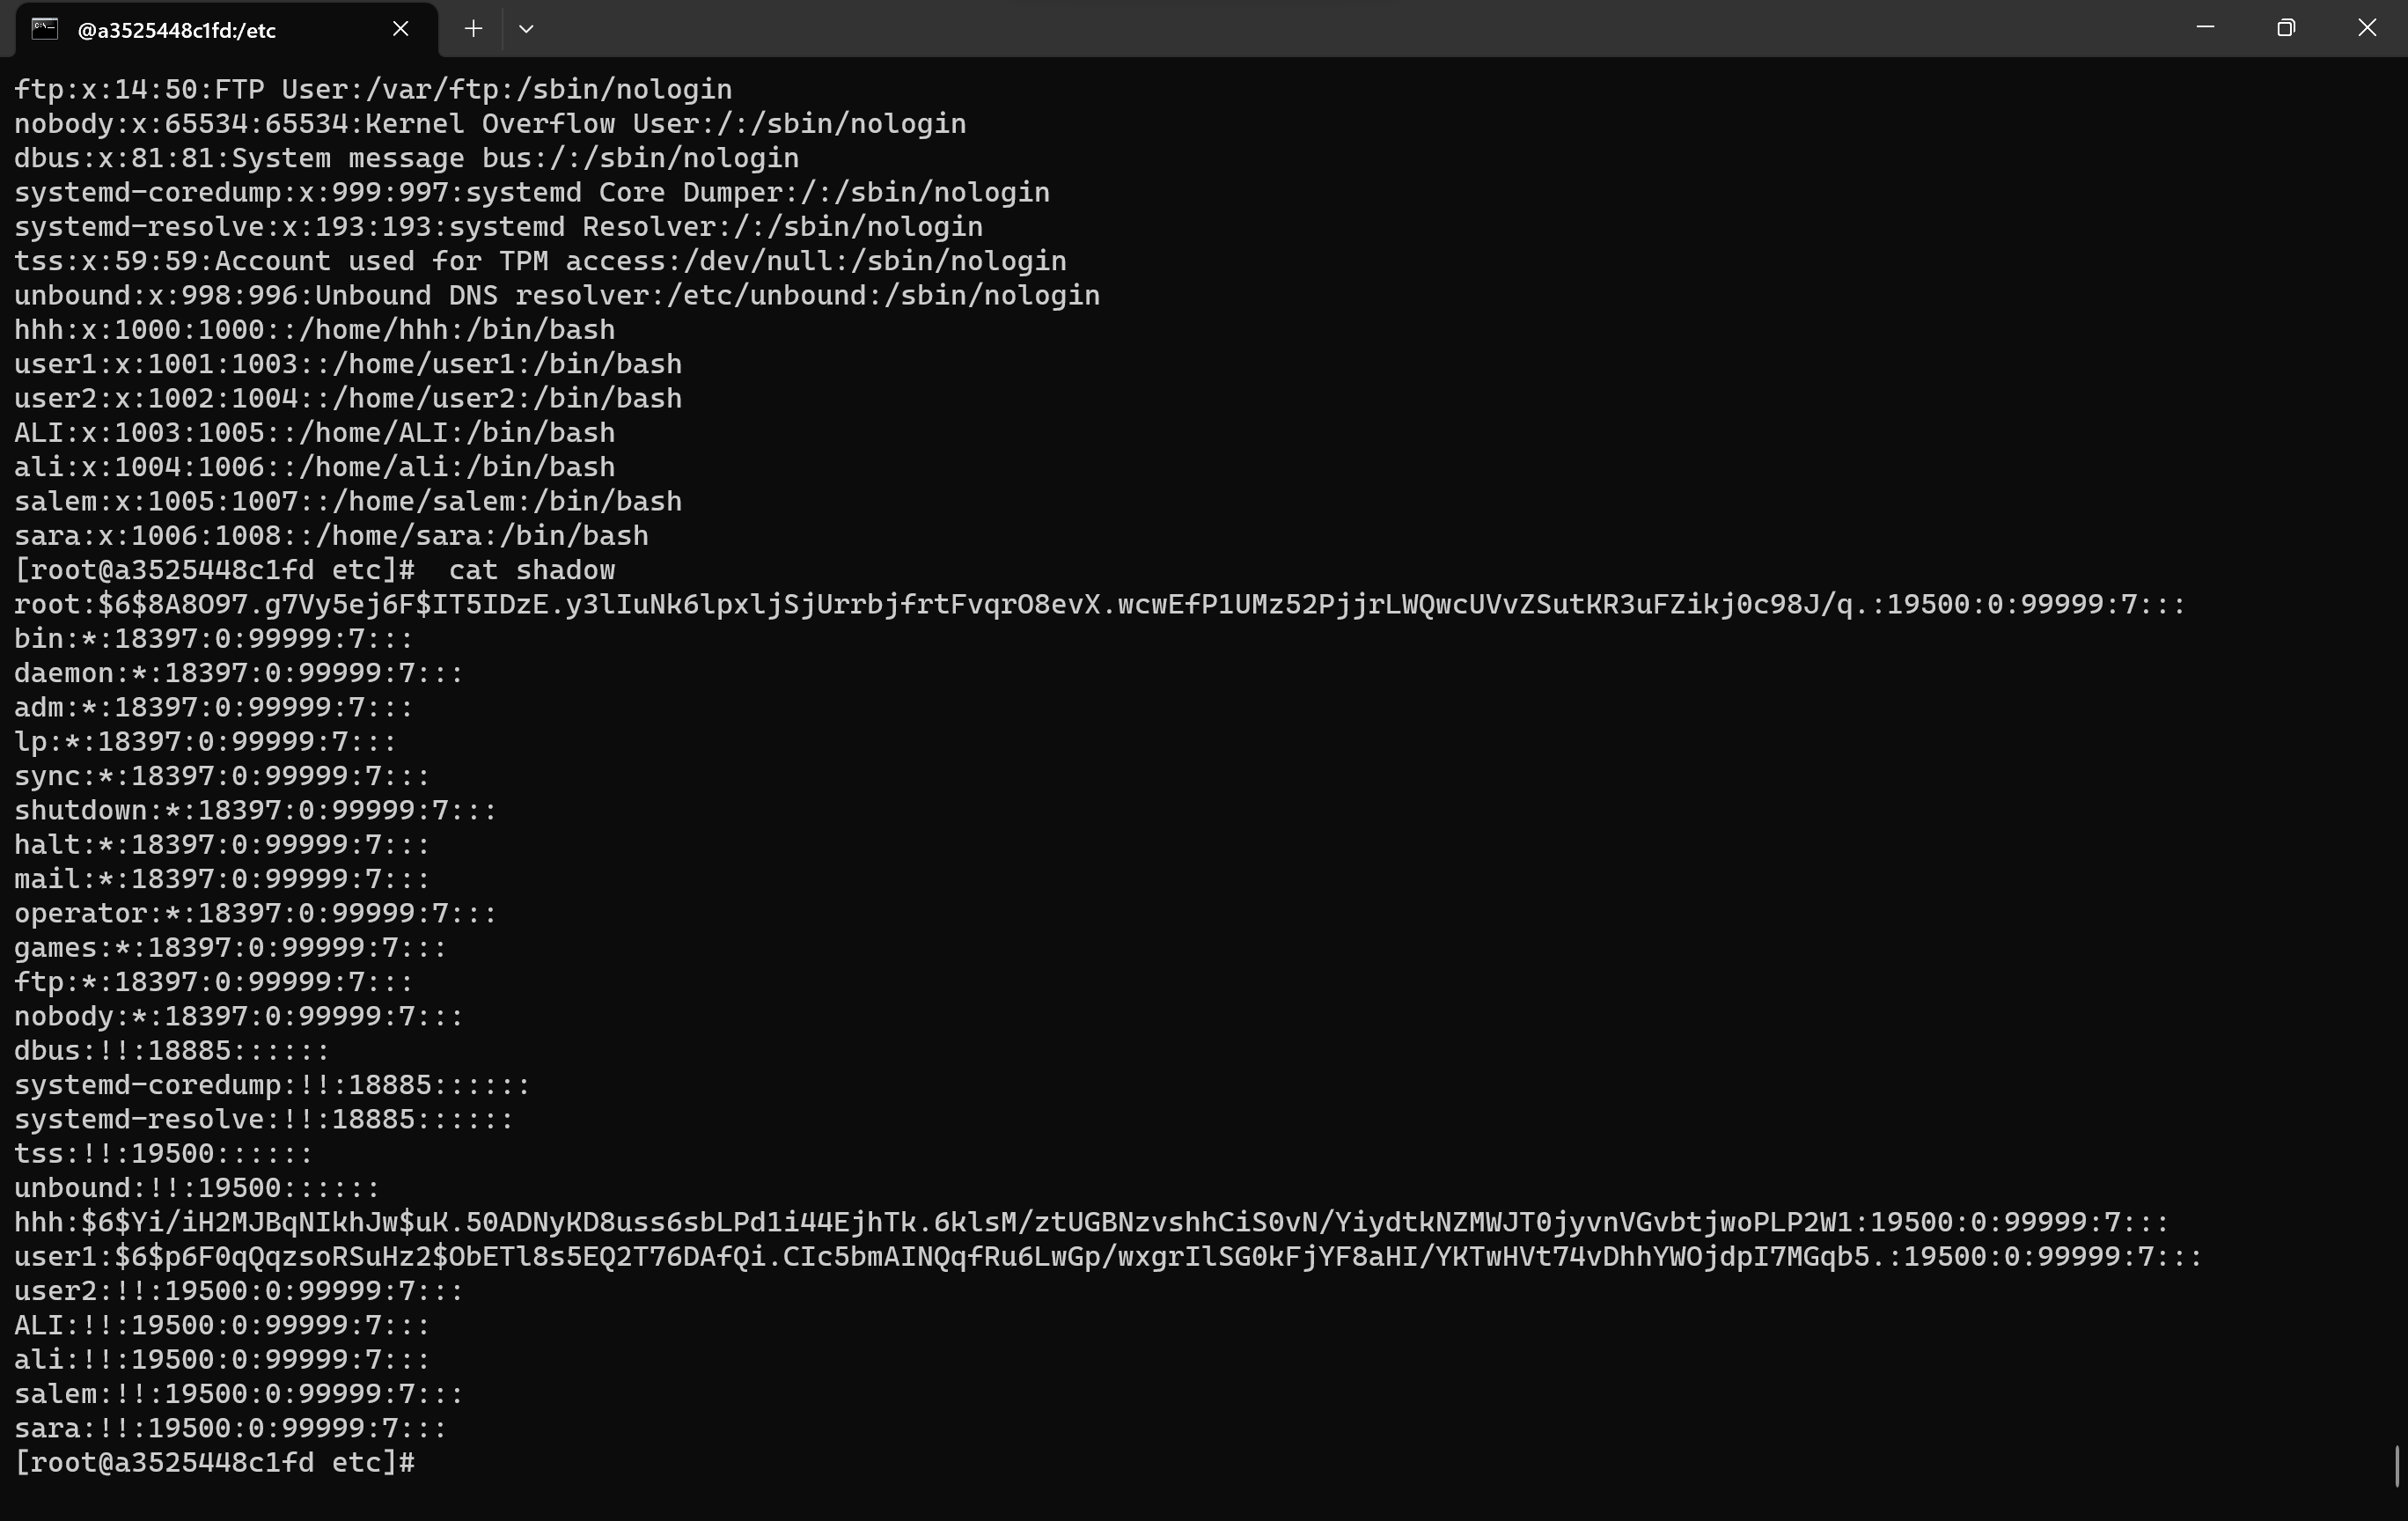 @a3525448c1fd:/etc
ftp:x:14:50:FTP User:/var/ftp:/sbin/nologin
nobody:x:65534:65534:Kernel Overflow User:/:/sbin/nologin
dbus:x:81:81:System message bus:/:/sbin/nologin
systemd-coredump:x:999:997:systemd Core Dumper:/:/sbin/nologin
systemd-resolve:x:193:193:systemd Resolver:/:/sbin/nologin
tss:x:59:59:Account used for TPM access:/dev/null:/sbin/nologin
unbound:x:998:996:Unbound DNS resolver:/etc/unbound:/sbin/nologin
hhh:x:1000:1000::/home/hhh:/bin/bash
user1:x:1001:1003::/home/user1:/bin/bash
user2:x:1002:1004::/home/user2:/bin/bash
ALI:x:1003:1005::/home/ALI:/bin/bash
ali:x:1004:1006::/home/ali:/bin/bash
salem:x:1005:1007::/home/salem:/bin/bash
sara:x:1006:1008::/home/sara:/bin/bash
[root@a3525448c1fd etc]#  cat shadow
root:$6$8A8O97.g7Vy5ej6F$IT5IDzE.y3lIuNk6lpxljSjUrrbjfrtFvqrO8evX.wcwEfP1UMz52PjjrLWQwcUVvZSutKR3uFZikj0c98J/q.:19500:0:99999:7:::
bin:*:18397:0:99999:7:::
daemon:*:18397:0:99999:7:::
adm:*:18397:0:99999:7:::
lp:*:18397:0:99999:7:::
sync:*:18397:0:99999:7:::
shutdown:*:18397:0:99999:7:::
halt:*:18397:0:99999:7:::
mail:*:18397:0:99999:7:::
operator:*:18397:0:99999:7:::
games:*:18397:0:99999:7:::
ftp:*:18397:0:99999:7:::
nobody:*:18397:0:99999:7:::
dbus:!!:18885::::::
systemd-coredump:!!:18885::::::
systemd-resolve:!!:18885::::::
tss:!!:19500::::::
unbound:!!:19500::::::
hhh:$6$Yi/iH2MJBqNIkhJw$uK.50ADNyKD8uss6sbLPd1i44EjhTk.6klsM/ztUGBNzvshhCiS0vN/YiydtkNZMWJT0jyvnVGvbtjwoPLP2W1:19500:0:99999:7:::
user1:$6$p6F0qQqzsoRSuHz2$ObETl8s5EQ2T76DAfQi.CIc5bmAINQqfRu6LwGp/wxgrIlSG0kFjYF8aHI/YKTwHVt74vDhhYWOjdpI7MGqb5.:19500:0:99999:7:::
user2:!!:19500:0:99999:7:::
ALI:!!:19500:0:99999:7:::
ali:!!:19500:0:99999:7:::
salem:!!:19500:0:99999:7:::
sara:!!:19500:0:99999:7:::
[root@a3525448c1fd etc]#